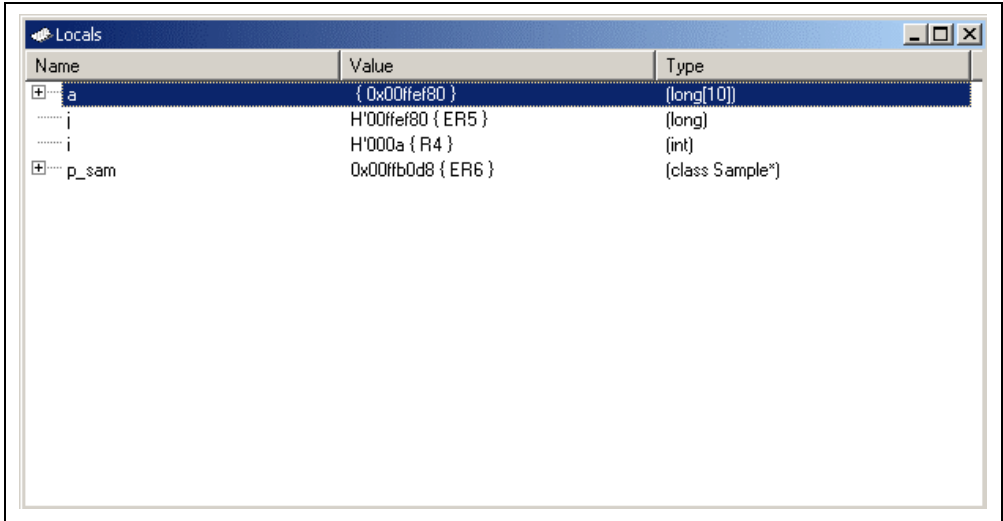 Locals
Name Value Type
a { 0x00ffef80 } (long[10])
j H'00ffef80 { ER5 } (long)
i H'000a { R4 } (int)
p_sam 0x00ffb0d8 { ER6 } (class Sample*)